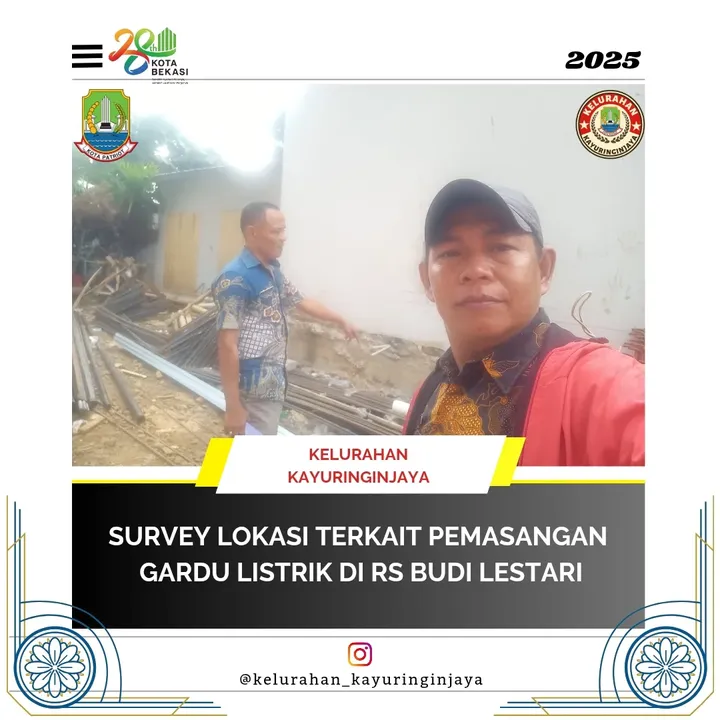 28th
KOTA
BEKASI
2025
KOTA PATRIOT
KELURAHAN
KAYURINGINJAYA
KELURAHAN
KAYURINGINJAYA
SURVEY LOKASI TERKAIT PEMASANGAN
GARDU LISTRIK DI RS BUDI LESTARI
@kelurahan_kayuringinjaya